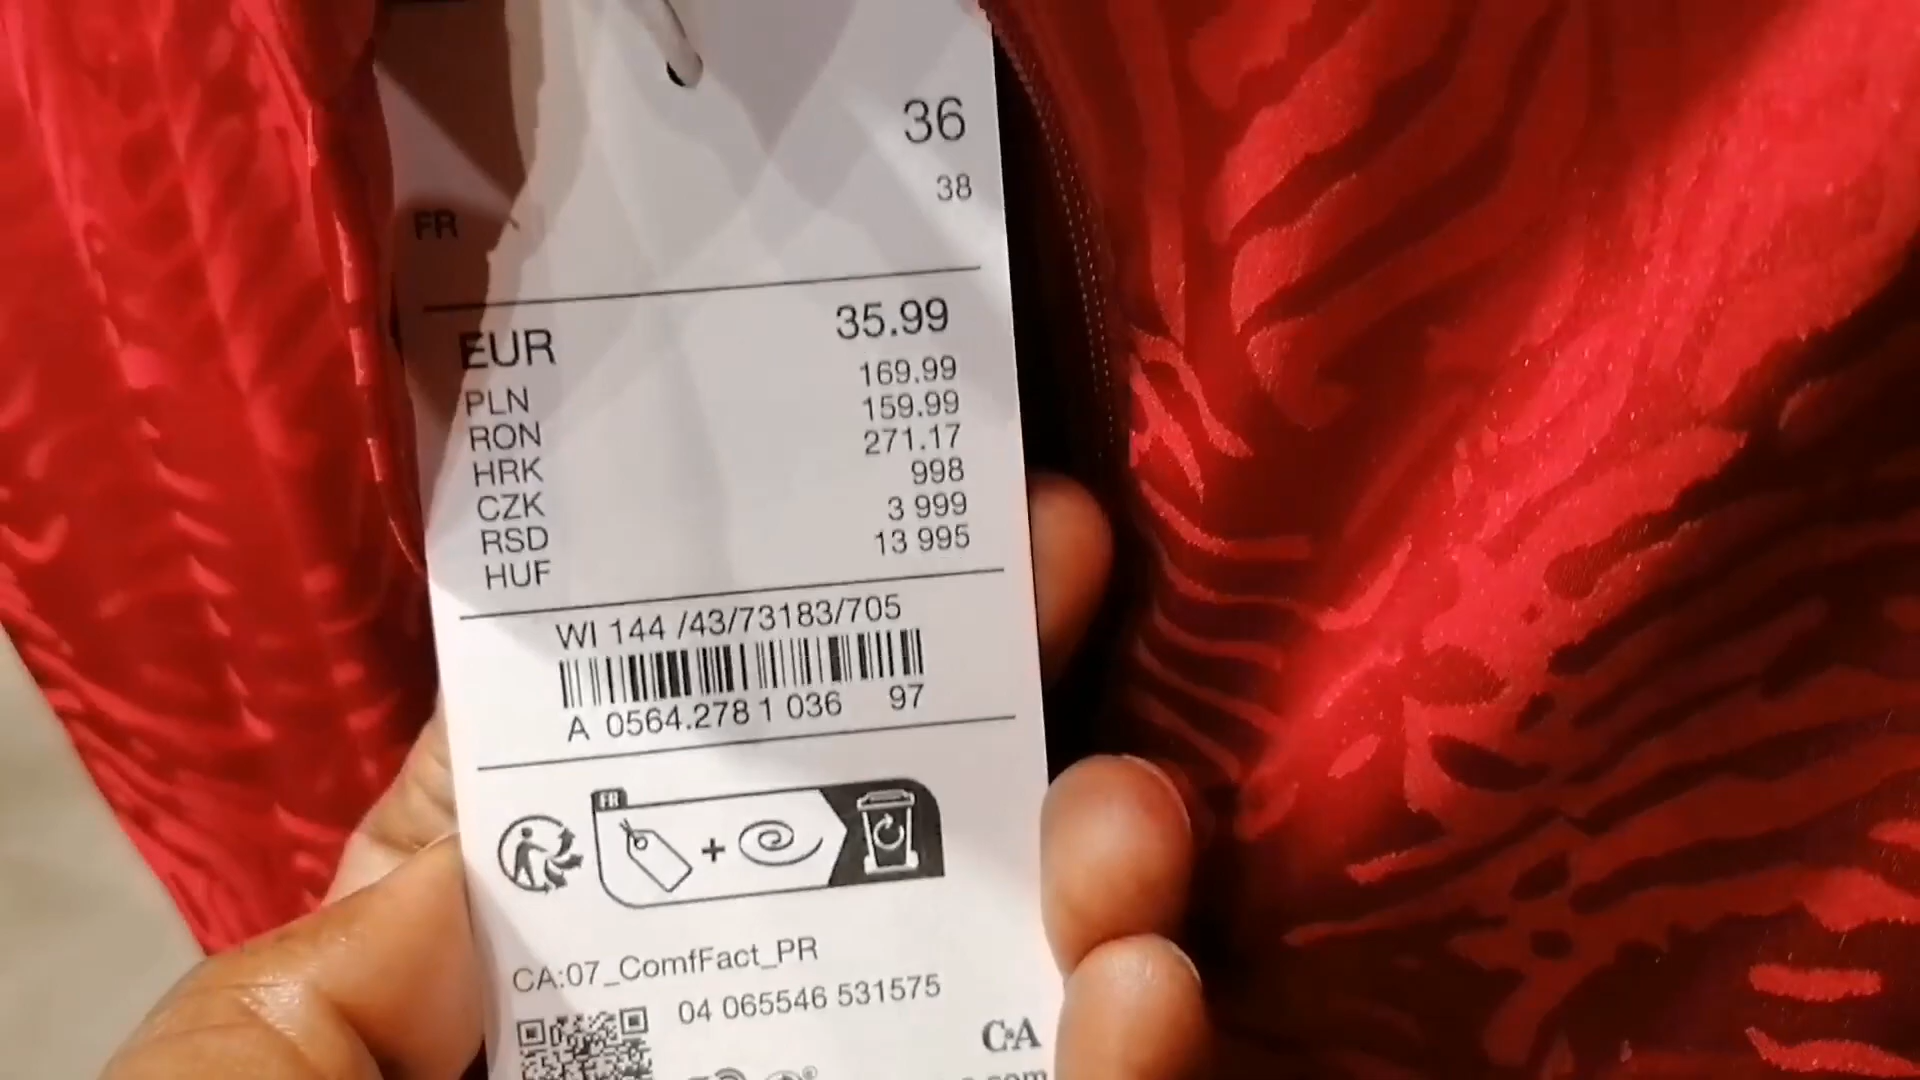 36
FR 38
EUR 35.99
PLN 169.99
RON 159.99
HRK 271.17
CZK 998
RSD 3 999
HUF 13 995
WI 144 /43/73183/705
A 0564.278 1 036 97
FR
+
CA:07_ComfFact_PR
04 065546 531575
C&A